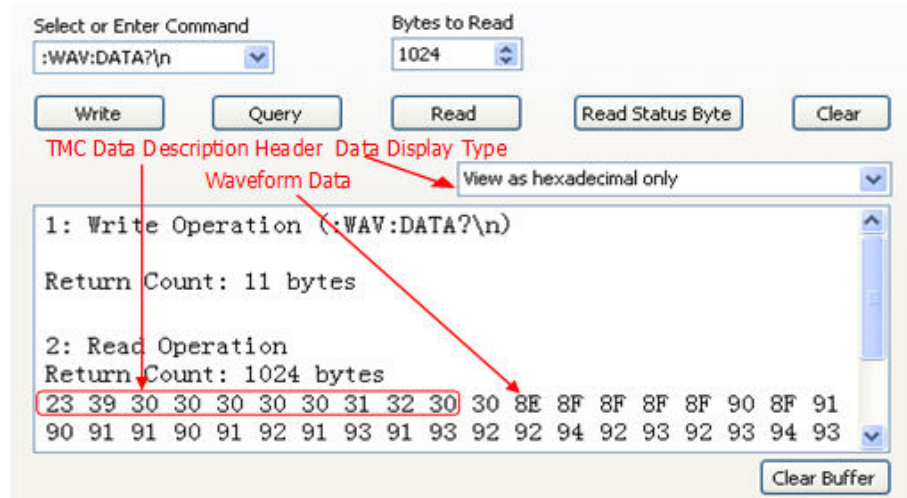 Select or Enter Command Bytes to Read
:WAV:DATA?\n 1024
Write Query Read Read Status Byte Clear
TMC Data Description Header Data Display Type
Waveform Data View as hexadecimal only
1: Write Operation (:WAV:DATA?\n)
Return Count: 11 bytes
2: Read Operation
Return Count: 1024 bytes
23 39 30 30 30 30 30 31 32 30 30 8E 8F 8F 8F 8F 90 8F 91
90 91 91 90 91 92 91 93 91 93 92 92 94 92 93 92 93 94 93
Clear Buffer